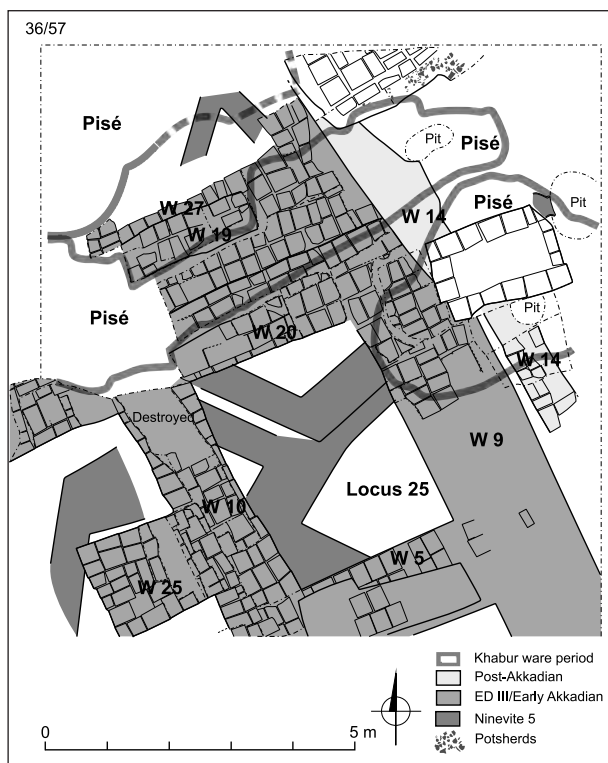 36/57
Pisé
Pit
Pisé
Pisé
Pit
W 27
W 14
W 19
Pisé
Pit
W 20
W 14
Destroyed
W 9
Locus 25
W 10
W 5
W 25
Khabur ware period
Post-Akkadian
ED III/Early Akkadian
Ninevite 5
Potsherds
0 5 m